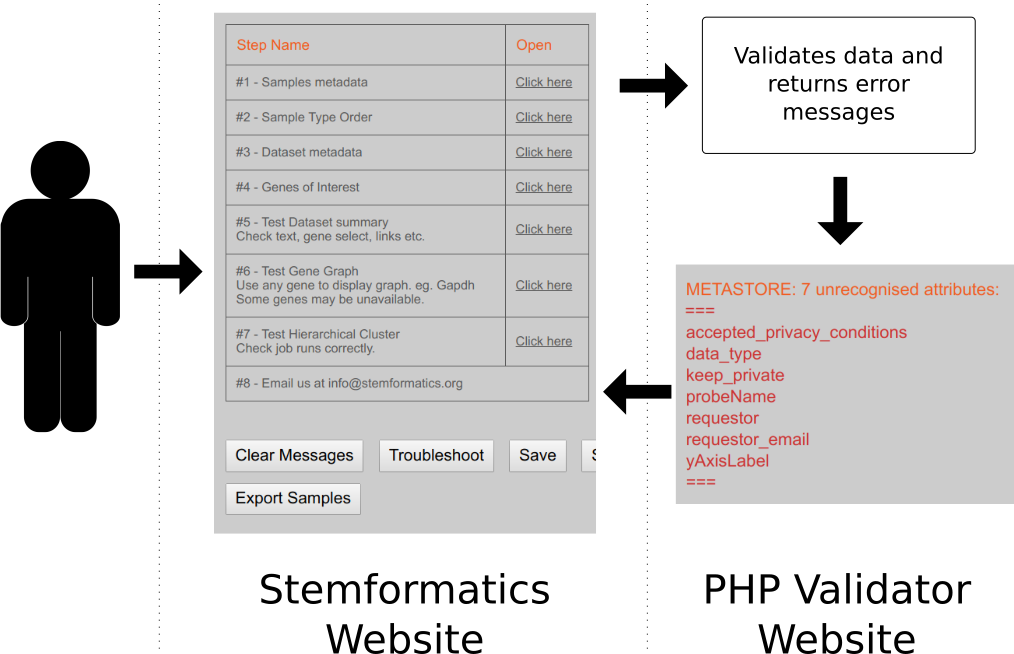 Step Name Open
#1 - Samples metadata Click here
#2 - Sample Type Order Click here
#3 - Dataset metadata Click here
#4 - Genes of Interest Click here
#5 - Test Dataset summary
Check text, gene select, links etc. Click here
#6 - Test Gene Graph
Use any gene to display graph. eg. Gapdh Click here
Some genes may be unavailable.
#7 - Test Hierarchical Cluster
Check job runs correctly. Click here
#8 - Email us at info@stemformatics.org
Clear Messages Troubleshoot Save
Export Samples
Stemformatics
Website
Validates data and
returns error
messages
METASTORE: 7 unrecognised attributes:
===
accepted_privacy_conditions
data_type
keep_private
probeName
requestor
requestor_email
yAxisLabel
===
PHP Validator
Website